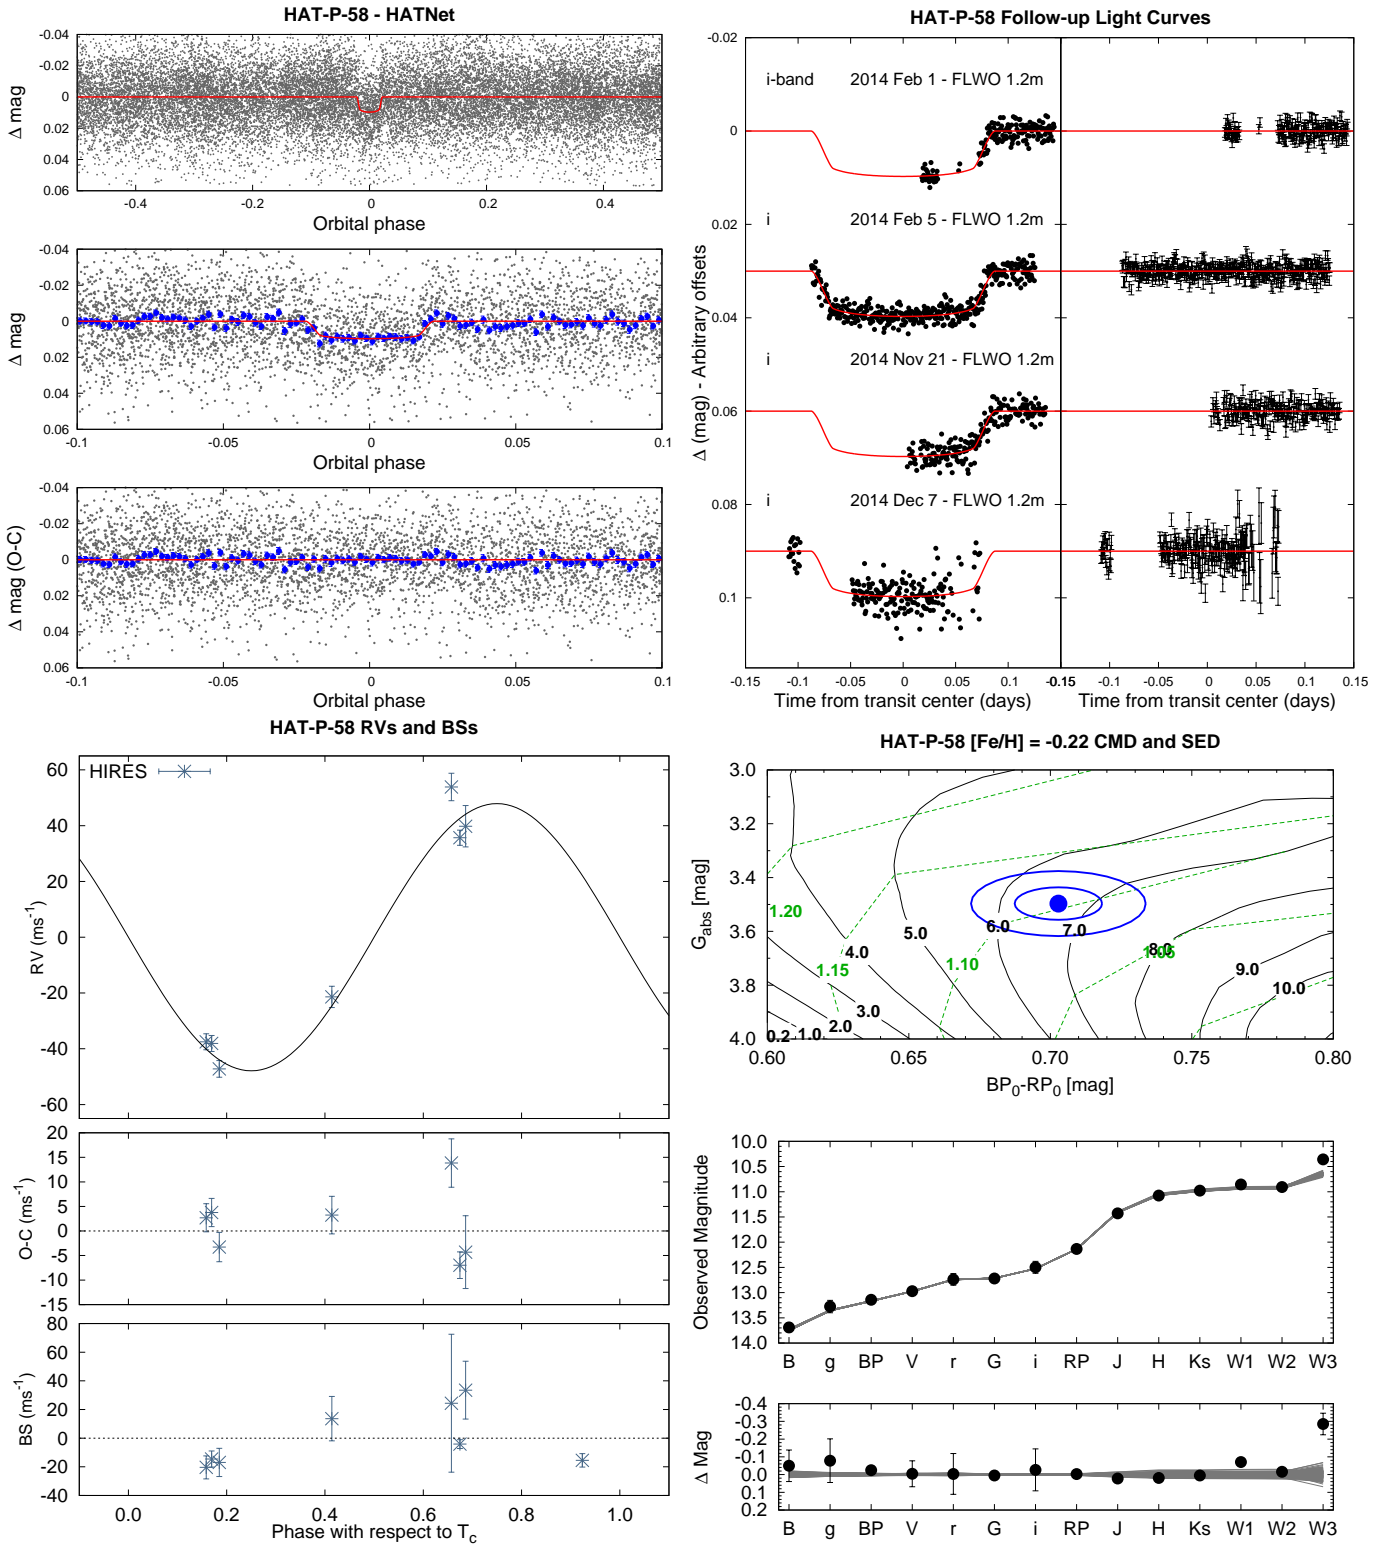 HAT-P-58 - HATNet
-0.04
-0.02
0
0.02
0.04
0.06
Δ mag
-0.4 -0.2 0 0.2 0.4
Orbital phase
-0.04
-0.02
0
0.02
0.04
0.06
Δ mag
-0.1 -0.05 0 0.05 0.1
Orbital phase
-0.04
-0.02
0
0.02
0.04
0.06
Δ mag (O-C)
-0.1 -0.05 0 0.05 0.1
Orbital phase
HAT-P-58 Follow-up Light Curves
-0.02
0
0.02
0.04
0.06
0.08
0.1
Δ (mag) - Arbitrary offsets
i-band 2014 Feb 1 - FLWO 1.2m
i 2014 Feb 5 - FLWO 1.2m
i 2014 Nov 21 - FLWO 1.2m
i 2014 Dec 7 - FLWO 1.2m
-0.15 -0.1 -0.05 0 0.05 0.1 0.15
-0.15 -0.1 -0.05 0 0.05 0.1 0.15
Time from transit center (days) Time from transit center (days)
HAT-P-58 RVs and BSs
HIRES
60
40
20
0
-20
-40
-60
RV (ms⁻¹)
20
15
10
5
0
-5
-10
-15
O-C (ms⁻¹)
80
60
40
20
0
-20
-40
BS (ms⁻¹)
0.0 0.2 0.4 0.6 0.8 1.0
Phase with respect to T_c
HAT-P-58 [Fe/H] = -0.22 CMD and SED
3.0
3.2
3.4
3.6
3.8
4.0
G_abs [mag]
1.20
1.15
1.10
1.05
0.2
1.0
2.0
3.0
4.0
5.0
6.0
7.0
8.0
9.0
10.0
0.60 0.65 0.70 0.75 0.80
BP₀-RP₀ [mag]
10.0
10.5
11.0
11.5
12.0
12.5
13.0
13.5
14.0
Observed Magnitude
B g BP V r G i RP J H Ks W1 W2 W3
-0.4
-0.3
-0.2
-0.1
0.0
0.1
0.2
Δ Mag
B g BP V r G i RP J H Ks W1 W2 W3